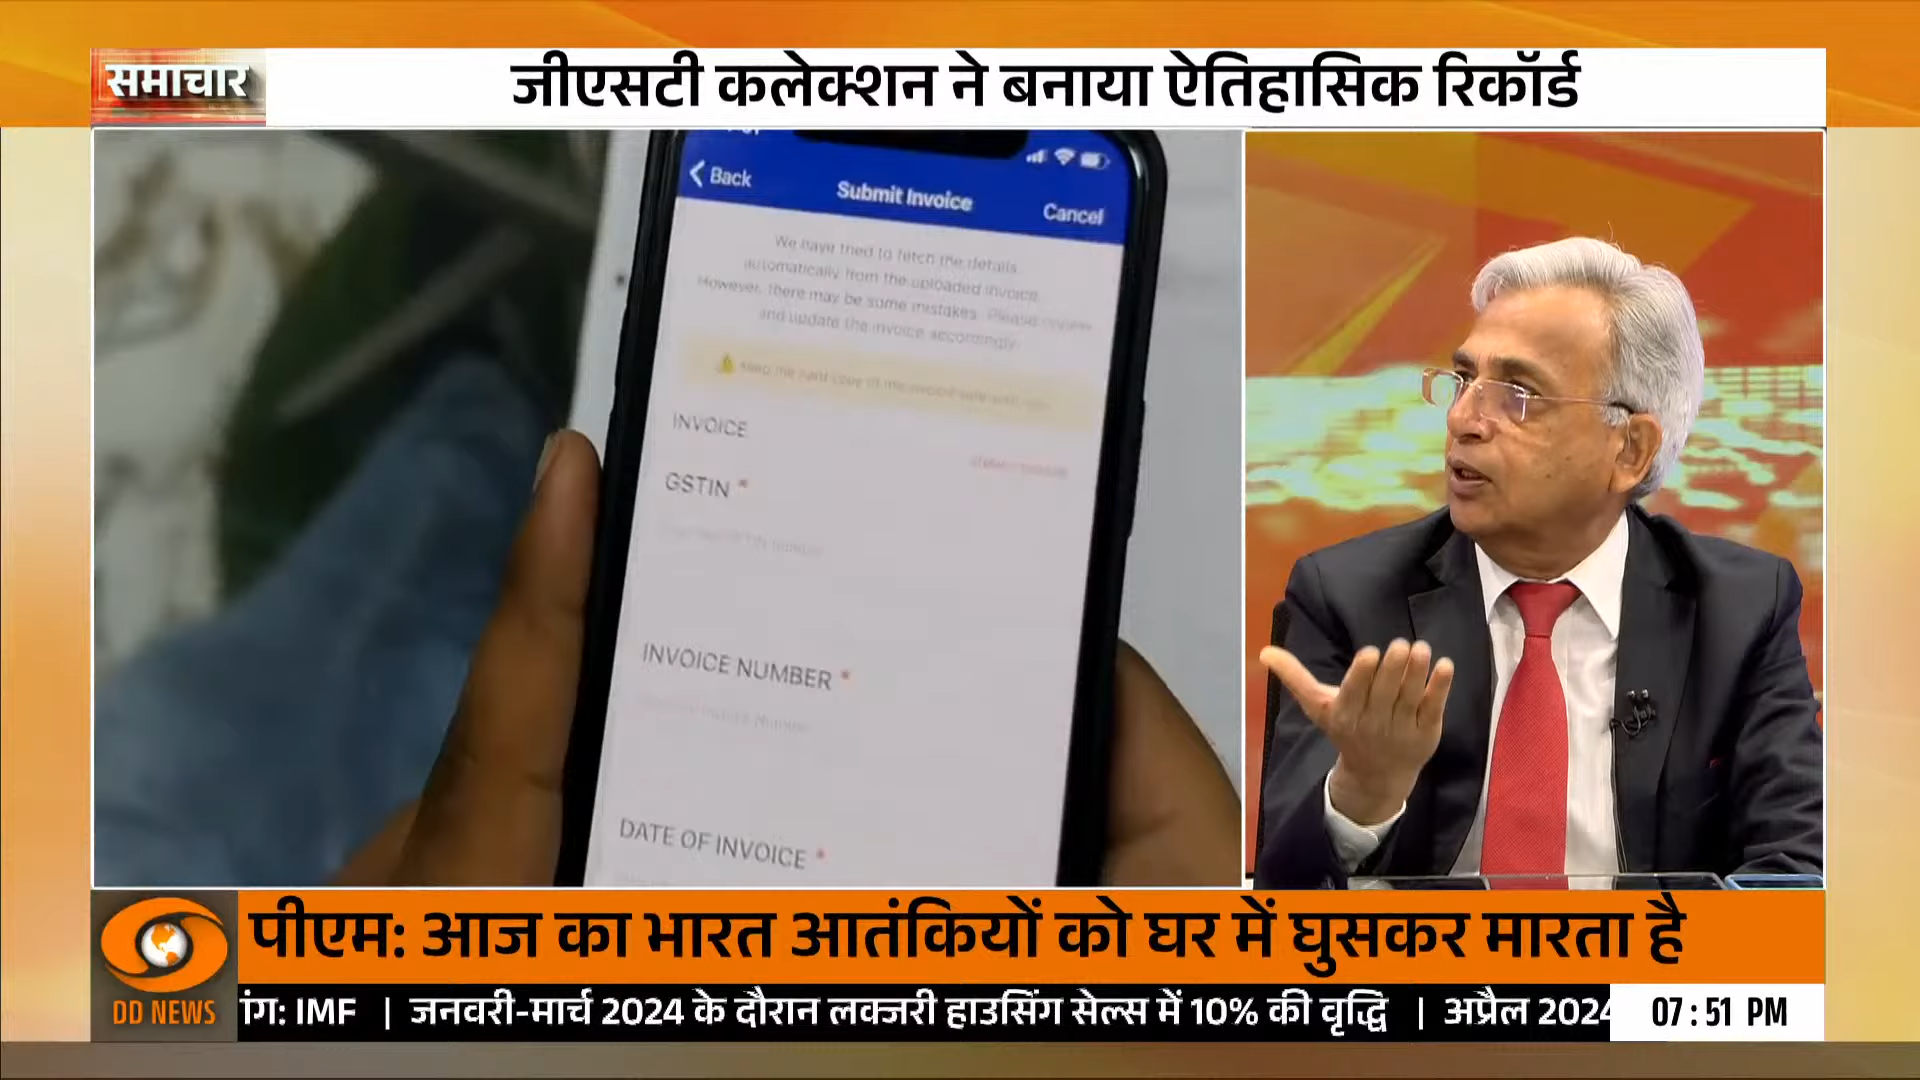 समाचार
जीएसटी कलेक्शन ने बनाया ऐतिहासिक रिकॉर्ड
Back
Submit Invoice
Cancel
We have tried to fetch the details
automatically from the uploaded invoice.
However, there may be some mistakes. Please review
and update the invoice accordingly.
INVOICE
GSTIN *
INVOICE NUMBER *
DATE OF INVOICE *
पीएम: आज का भारत आतंकियों को घर में घुसकर मारता है
DD NEWS
ंग: IMF | जनवरी-मार्च 2024 के दौरान लक्जरी हाउसिंग सेल्स में 10% की वृद्धि | अप्रैल 2024
07:51 PM